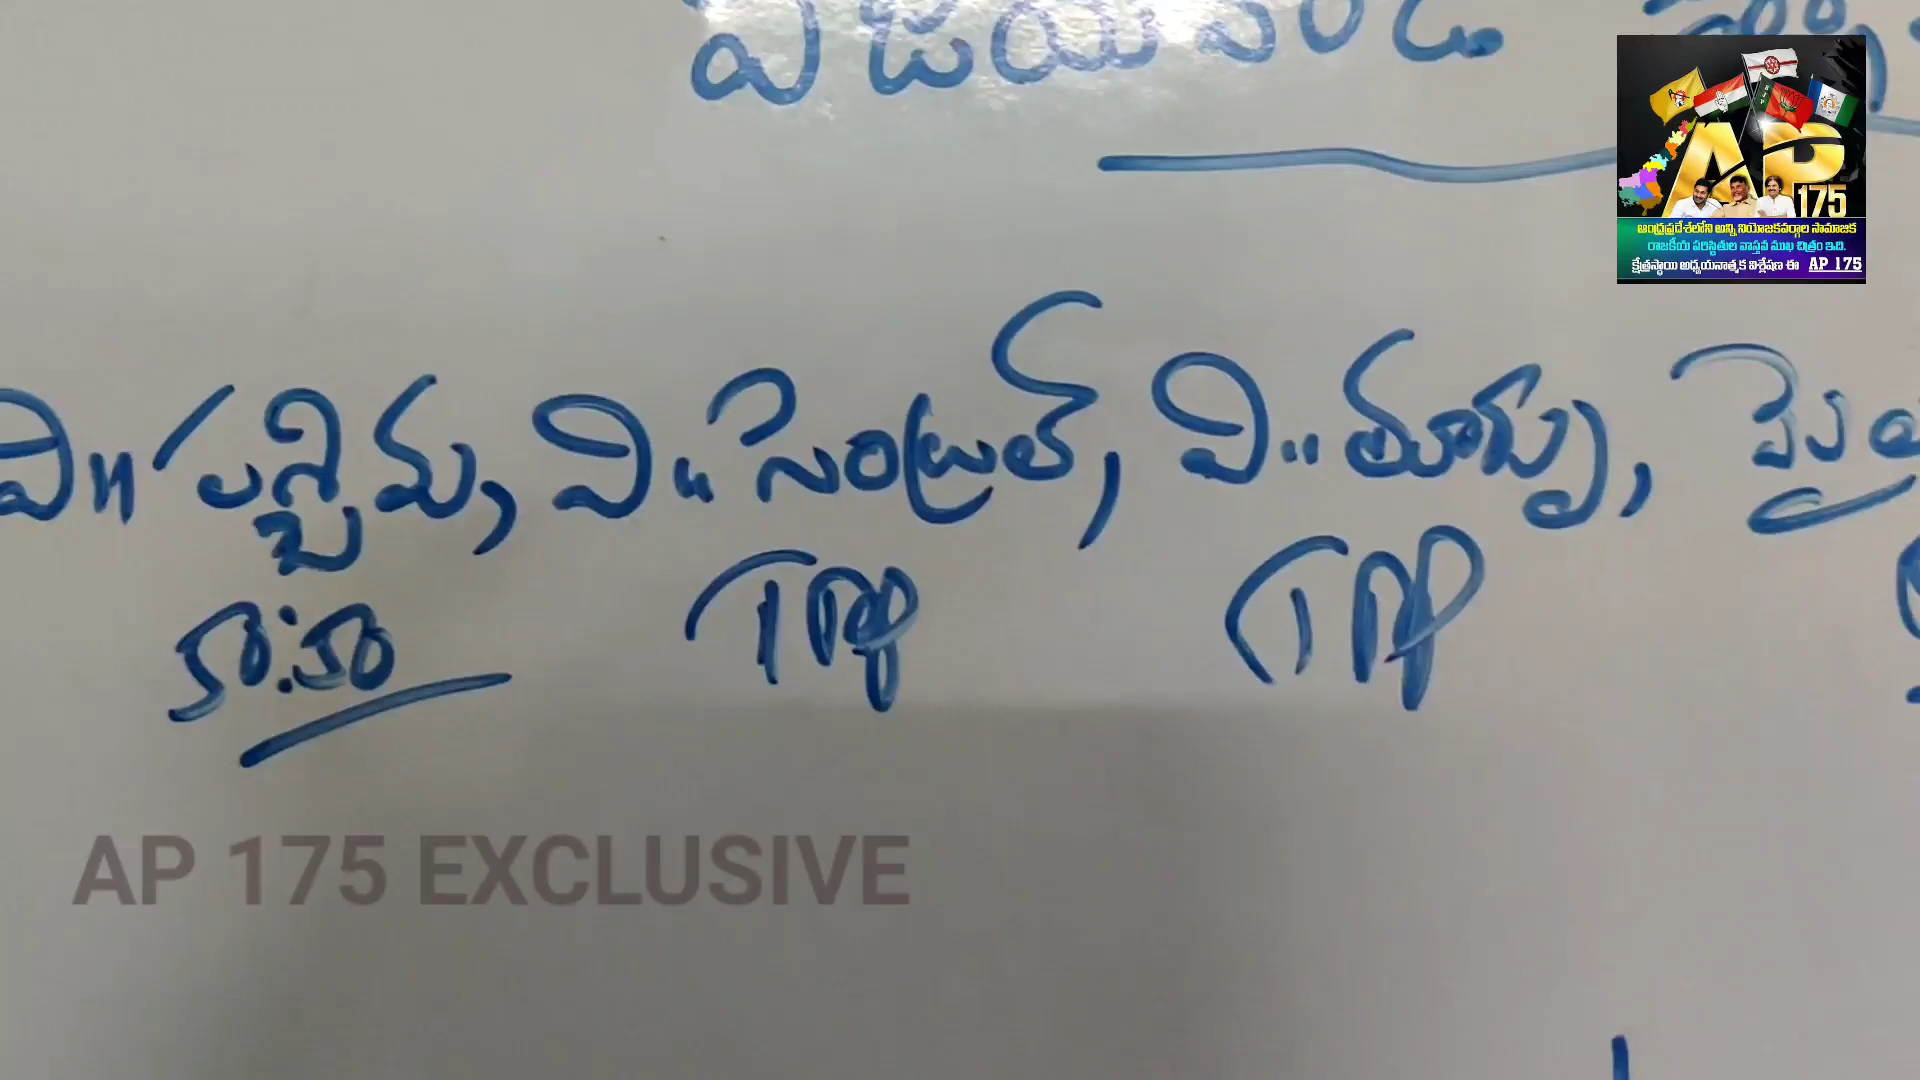 విజయవాడ
AP 175
ఆంధ్రప్రదేశ్‌లోని అన్ని నియోజకవర్గాల సామాజిక
రాజకీయ పరిస్థితుల వాస్తవ ముఖ చిత్రం ఇది.
క్షేత్రస్థాయి అధ్యయనాత్మక విశ్లేషణ ఈ AP 175
వి॥ పశ్చిమ, వి॥ సెంట్రల్, వి॥ తూర్పు,
TDP TDP
AP 175 EXCLUSIVE